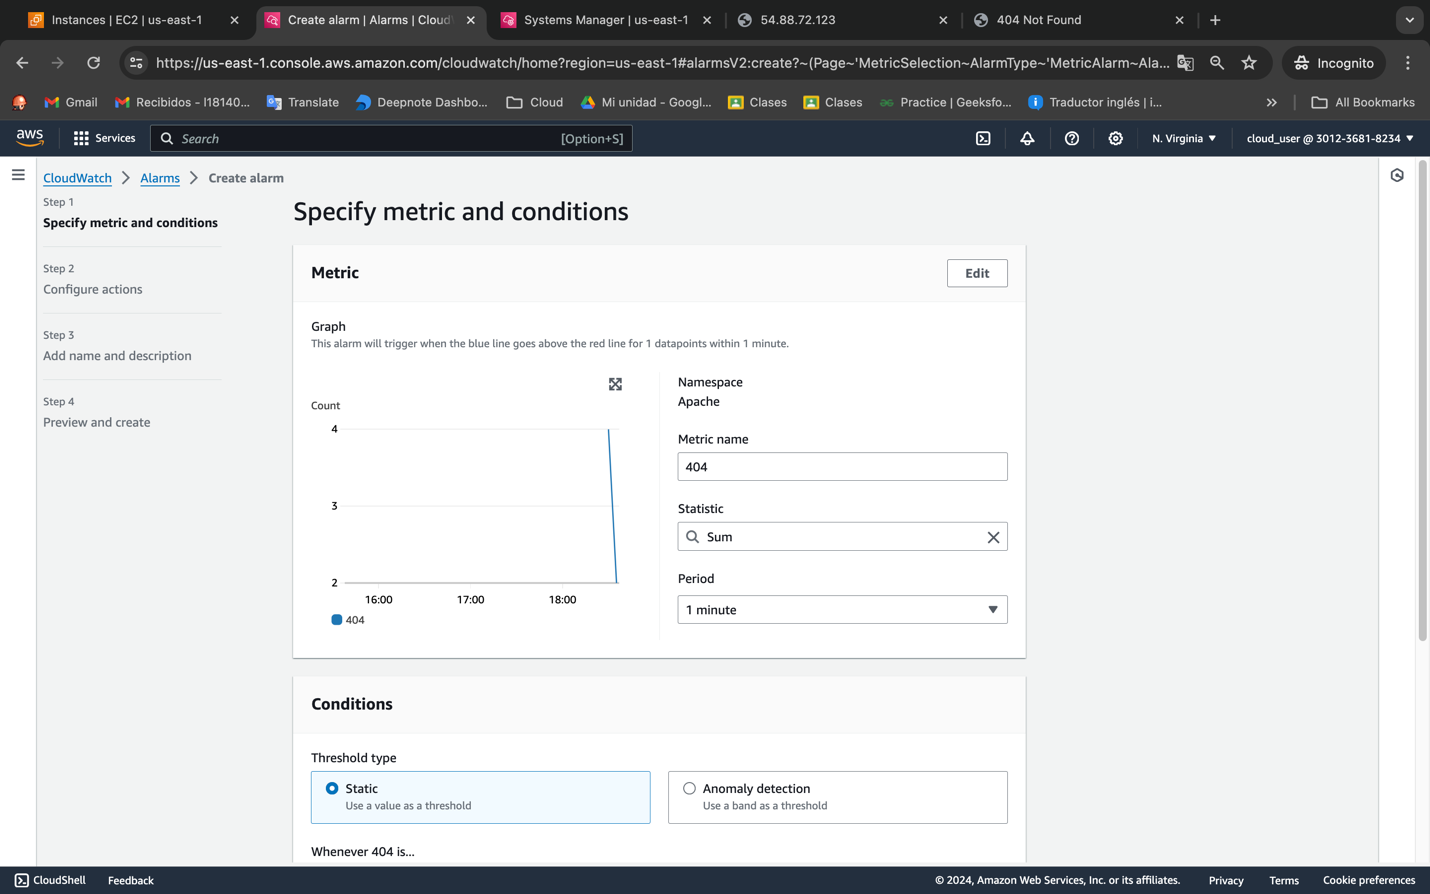 Instances | EC2 | us-east-1
Create alarm | Alarms | Cloud
Systems Manager | us-east-1
54.88.72.123
404 Not Found
https://us-east-1.console.aws.amazon.com/cloudwatch/home?region=us-east-1#alarmsV2:create?~(Page~'MetricSelection~AlarmType~'MetricAlarm~Ala...
Incognito
Gmail
Recibidos - l18140...
Translate
Deepnote Dashbo...
Cloud
Mi unidad - Googl...
Clases
Clases
Practice | Geeksfo...
Traductor inglés | i...
All Bookmarks
aws
Services
Search
[Option+S]
N. Virginia
cloud_user @ 3012-3681-8234
CloudWatch
Alarms
Create alarm
Step 1
Specify metric and conditions
Step 2
Configure actions
Step 3
Add name and description
Step 4
Preview and create
Specify metric and conditions
Metric
Edit
Graph
This alarm will trigger when the blue line goes above the red line for 1 datapoints within 1 minute.
Count
4
3
2
16:00
17:00
18:00
404
Namespace
Apache
Metric name
404
Statistic
Sum
Period
1 minute
Conditions
Threshold type
Static
Use a value as a threshold
Anomaly detection
Use a band as a threshold
Whenever 404 is...
CloudShell
Feedback
© 2024, Amazon Web Services, Inc. or its affiliates.
Privacy
Terms
Cookie preferences